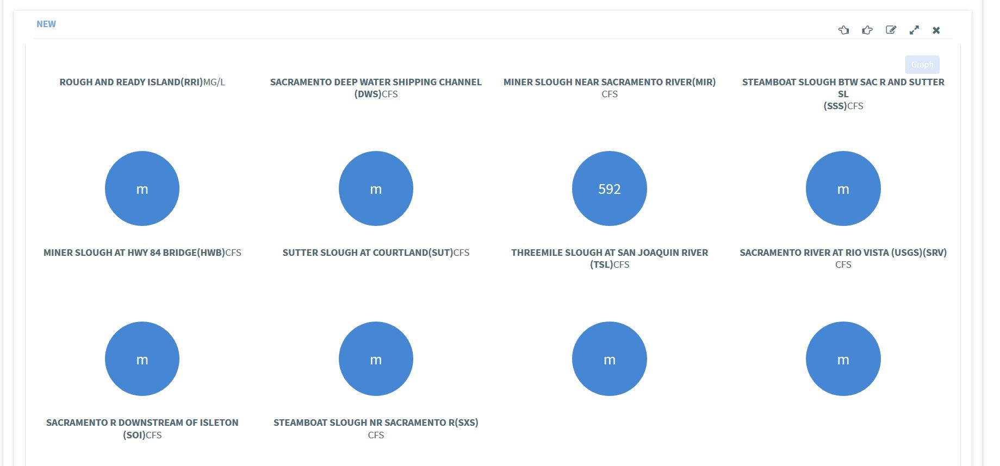 NEW
Graph
ROUGH AND READY ISLAND(RRI)MG/L
SACRAMENTO DEEP WATER SHIPPING CHANNEL
(DWS)CFS
MINER SLOUGH NEAR SACRAMENTO RIVER(MIR)
CFS
STEAMBOAT SLOUGH BTW SAC R AND SUTTER
SL
(SSS)CFS
m
m
592
m
MINER SLOUGH AT HWY 84 BRIDGE(HWB)CFS
SUTTER SLOUGH AT COURTLAND(SUT)CFS
THREEMILE SLOUGH AT SAN JOAQUIN RIVER
(TSL)CFS
SACRAMENTO RIVER AT RIO VISTA (USGS)(SRV)
CFS
m
m
m
m
SACRAMENTO R DOWNSTREAM OF ISLETON
(SOI)CFS
STEAMBOAT SLOUGH NR SACRAMENTO R(SXS)
CFS